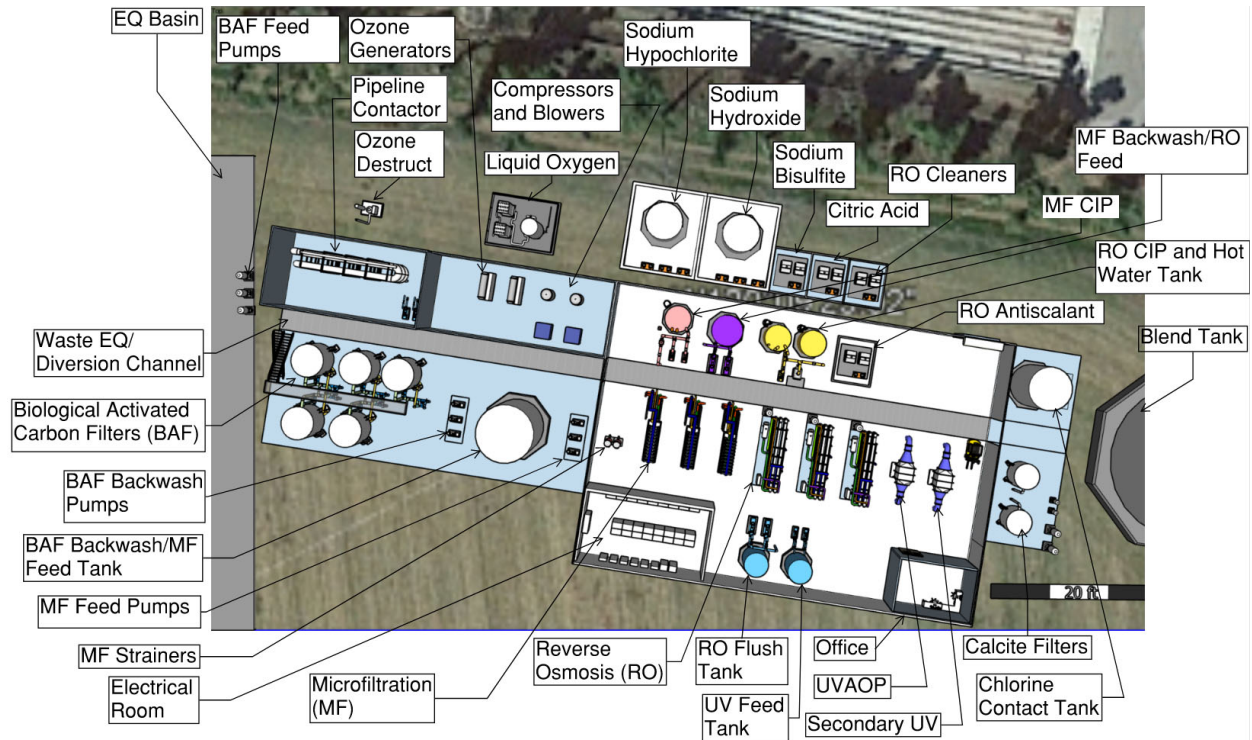 EQ Basin
BAF Feed
Pumps
Ozone
Generators
Sodium
Hypochlorite
Pipeline
Contactor
Compressors
and Blowers
Sodium
Hydroxide
MF Backwash/RO
Feed
Ozone
Destruct
Liquid Oxygen
Sodium
Bisulfite
RO Cleaners
Citric Acid
MF CIP
RO CIP and Hot
Water Tank
RO Antiscalant
Blend Tank
Waste EQ/
Diversion Channel
Biological Activated
Carbon Filters (BAF)
BAF Backwash
Pumps
BAF Backwash/MF
Feed Tank
MF Feed Pumps
20 ft
MF Strainers
Electrical
Room
Microfiltration
(MF)
Reverse
Osmosis (RO)
RO Flush
Tank
UV Feed
Tank
Office
UVAOP
Secondary UV
Calcite Filters
Chlorine
Contact Tank